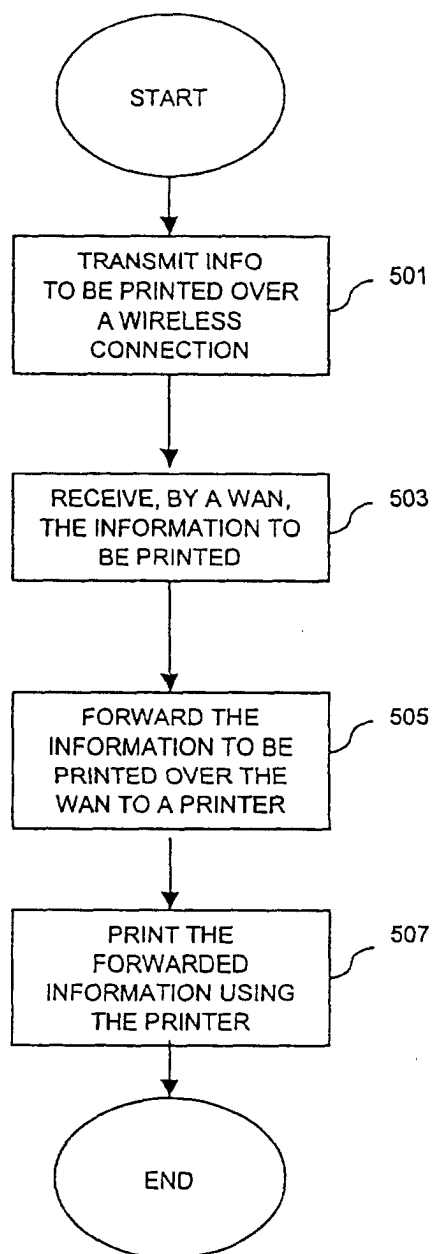 START
TRANSMIT INFO
TO BE PRINTED OVER
A WIRELESS
CONNECTION
501
RECEIVE, BY A WAN,
THE INFORMATION TO
BE PRINTED
503
FORWARD THE
INFORMATION TO BE
PRINTED OVER THE
WAN TO A PRINTER
505
PRINT THE
FORWARDED
INFORMATION USING
THE PRINTER
507
END